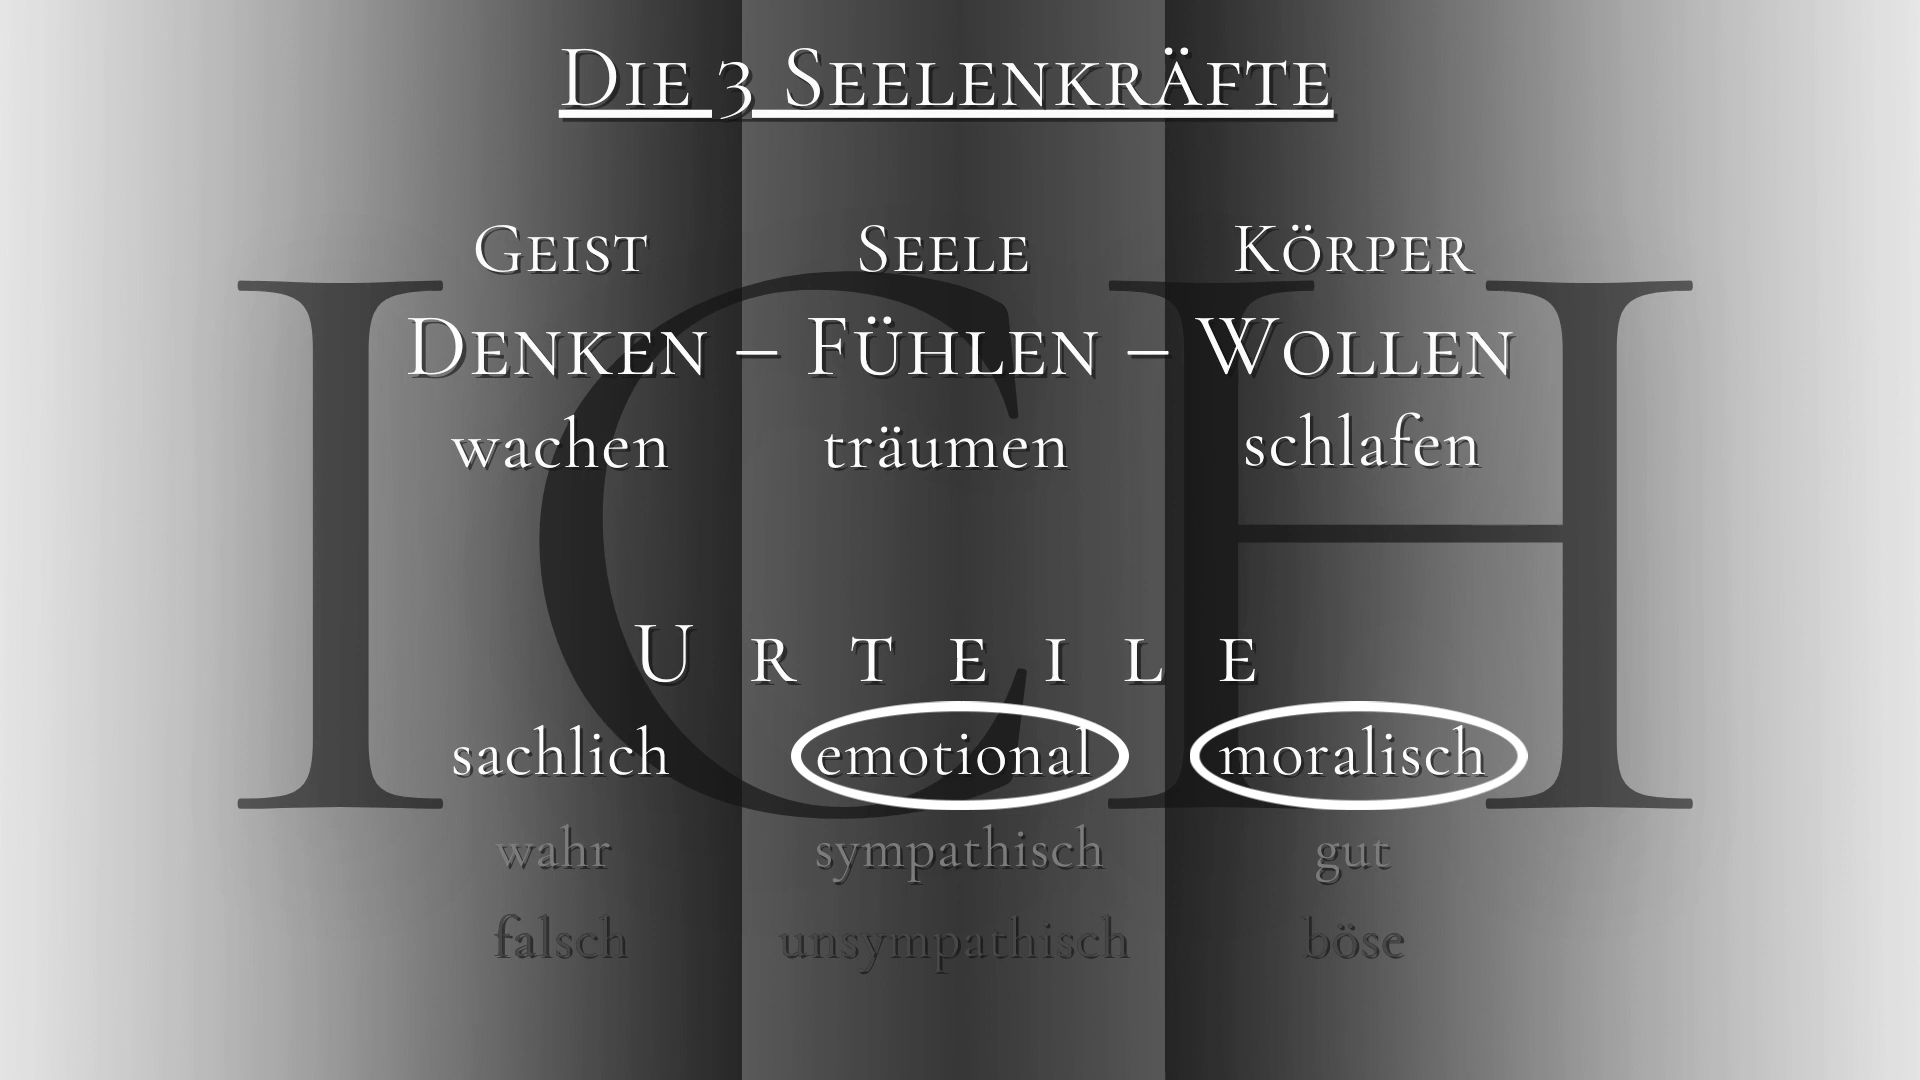 Die 3 Seelenkräfte
Geist Seele Körper
Denken – Fühlen – Wollen
wachen träumen schlafen
ICH
Urteile
sachlich emotional moralisch
wahr sympathisch gut
falsch unsympathisch böse